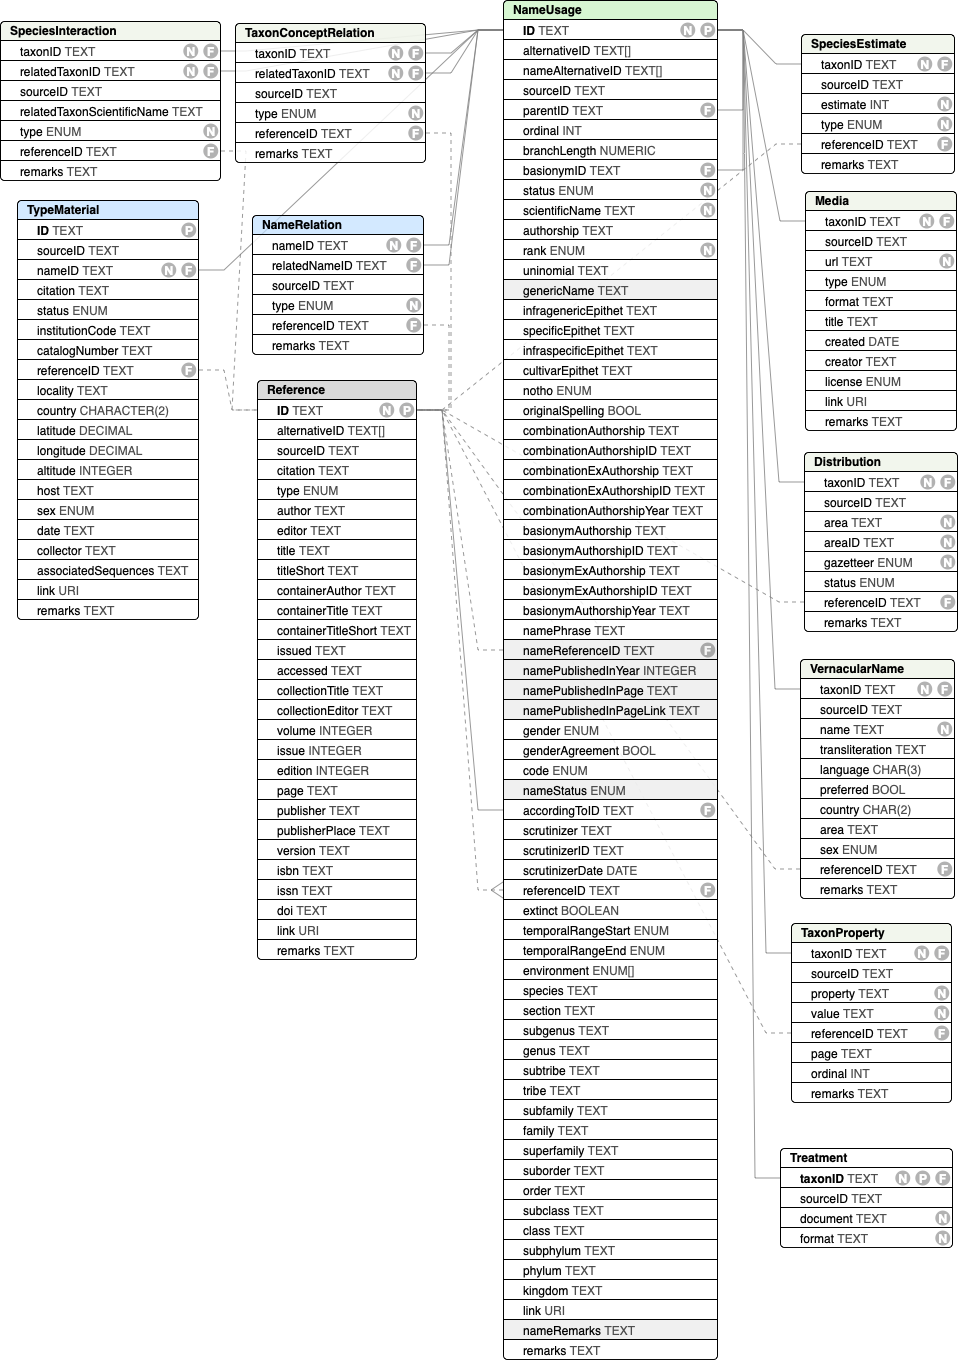 SpeciesInteraction
taxonID TEXT N F
relatedTaxonID TEXT N F
sourceID TEXT
relatedTaxonScientificName TEXT
type ENUM N
referenceID TEXT F
remarks TEXT
TaxonConceptRelation
taxonID TEXT N F
relatedTaxonID TEXT N F
sourceID TEXT
type ENUM N
referenceID TEXT F
remarks TEXT
TypeMaterial
ID TEXT P
sourceID TEXT
nameID TEXT N F
citation TEXT
status ENUM
institutionCode TEXT
catalogNumber TEXT
referenceID TEXT F
locality TEXT
country CHARACTER(2)
latitude DECIMAL
longitude DECIMAL
altitude INTEGER
host TEXT
sex ENUM
date TEXT
collector TEXT
associatedSequences TEXT
link URI
remarks TEXT
NameRelation
nameID TEXT N F
relatedNameID TEXT F
sourceID TEXT
type ENUM N
referenceID TEXT F
remarks TEXT
Reference
ID TEXT N P
alternativeID TEXT[]
sourceID TEXT
citation TEXT
type ENUM
author TEXT
editor TEXT
title TEXT
titleShort TEXT
containerAuthor TEXT
containerTitle TEXT
containerTitleShort TEXT
issued TEXT
accessed TEXT
collectionTitle TEXT
collectionEditor TEXT
volume INTEGER
issue INTEGER
edition INTEGER
page TEXT
publisher TEXT
publisherPlace TEXT
version TEXT
isbn TEXT
issn TEXT
doi TEXT
link URI
remarks TEXT
NameUsage
ID TEXT N P
alternativeID TEXT[]
nameAlternativeID TEXT[]
sourceID TEXT
parentID TEXT F
ordinal INT
branchLength NUMERIC
basionymID TEXT F
status ENUM N
scientificName TEXT N
authorship TEXT
rank ENUM N
uninomial TEXT
genericName TEXT
infragenericEpithet TEXT
specificEpithet TEXT
infraspecificEpithet TEXT
cultivarEpithet TEXT
notho ENUM
originalSpelling BOOL
combinationAuthorship TEXT
combinationAuthorshipID TEXT
combinationExAuthorship TEXT
combinationExAuthorshipID TEXT
combinationAuthorshipYear TEXT
basionymAuthorship TEXT
basionymAuthorshipID TEXT
basionymExAuthorship TEXT
basionymExAuthorshipID TEXT
basionymAuthorshipYear TEXT
namePhrase TEXT
nameReferenceID TEXT F
namePublishedInYear INTEGER
namePublishedInPage TEXT
namePublishedInPageLink TEXT
gender ENUM
genderAgreement BOOL
code ENUM
nameStatus ENUM
accordingToID TEXT F
scrutinizer TEXT
scrutinizerID TEXT
scrutinizerDate DATE
referenceID TEXT F
extinct BOOLEAN
temporalRangeStart ENUM
temporalRangeEnd ENUM
environment ENUM[]
species TEXT
section TEXT
subgenus TEXT
genus TEXT
subtribe TEXT
tribe TEXT
subfamily TEXT
family TEXT
superfamily TEXT
suborder TEXT
order TEXT
subclass TEXT
class TEXT
subphylum TEXT
phylum TEXT
kingdom TEXT
link URI
nameRemarks TEXT
remarks TEXT
SpeciesEstimate
taxonID TEXT N F
sourceID TEXT
estimate INT N
type ENUM N
referenceID TEXT F
remarks TEXT
Media
taxonID TEXT N F
sourceID TEXT
url TEXT N
type ENUM
format TEXT
title TEXT
created DATE
creator TEXT
license ENUM
link URI
remarks TEXT
Distribution
taxonID TEXT N F
sourceID TEXT
area TEXT N
areaID TEXT N
gazetteer ENUM N
status ENUM
referenceID TEXT F
remarks TEXT
VernacularName
taxonID TEXT N F
sourceID TEXT
name TEXT N
transliteration TEXT
language CHAR(3)
preferred BOOL
country CHAR(2)
area TEXT
sex ENUM
referenceID TEXT F
remarks TEXT
TaxonProperty
taxonID TEXT N F
sourceID TEXT
property TEXT N
value TEXT N
referenceID TEXT F
page TEXT
ordinal INT
remarks TEXT
Treatment
taxonID TEXT N P F
sourceID TEXT
document TEXT N
format TEXT N